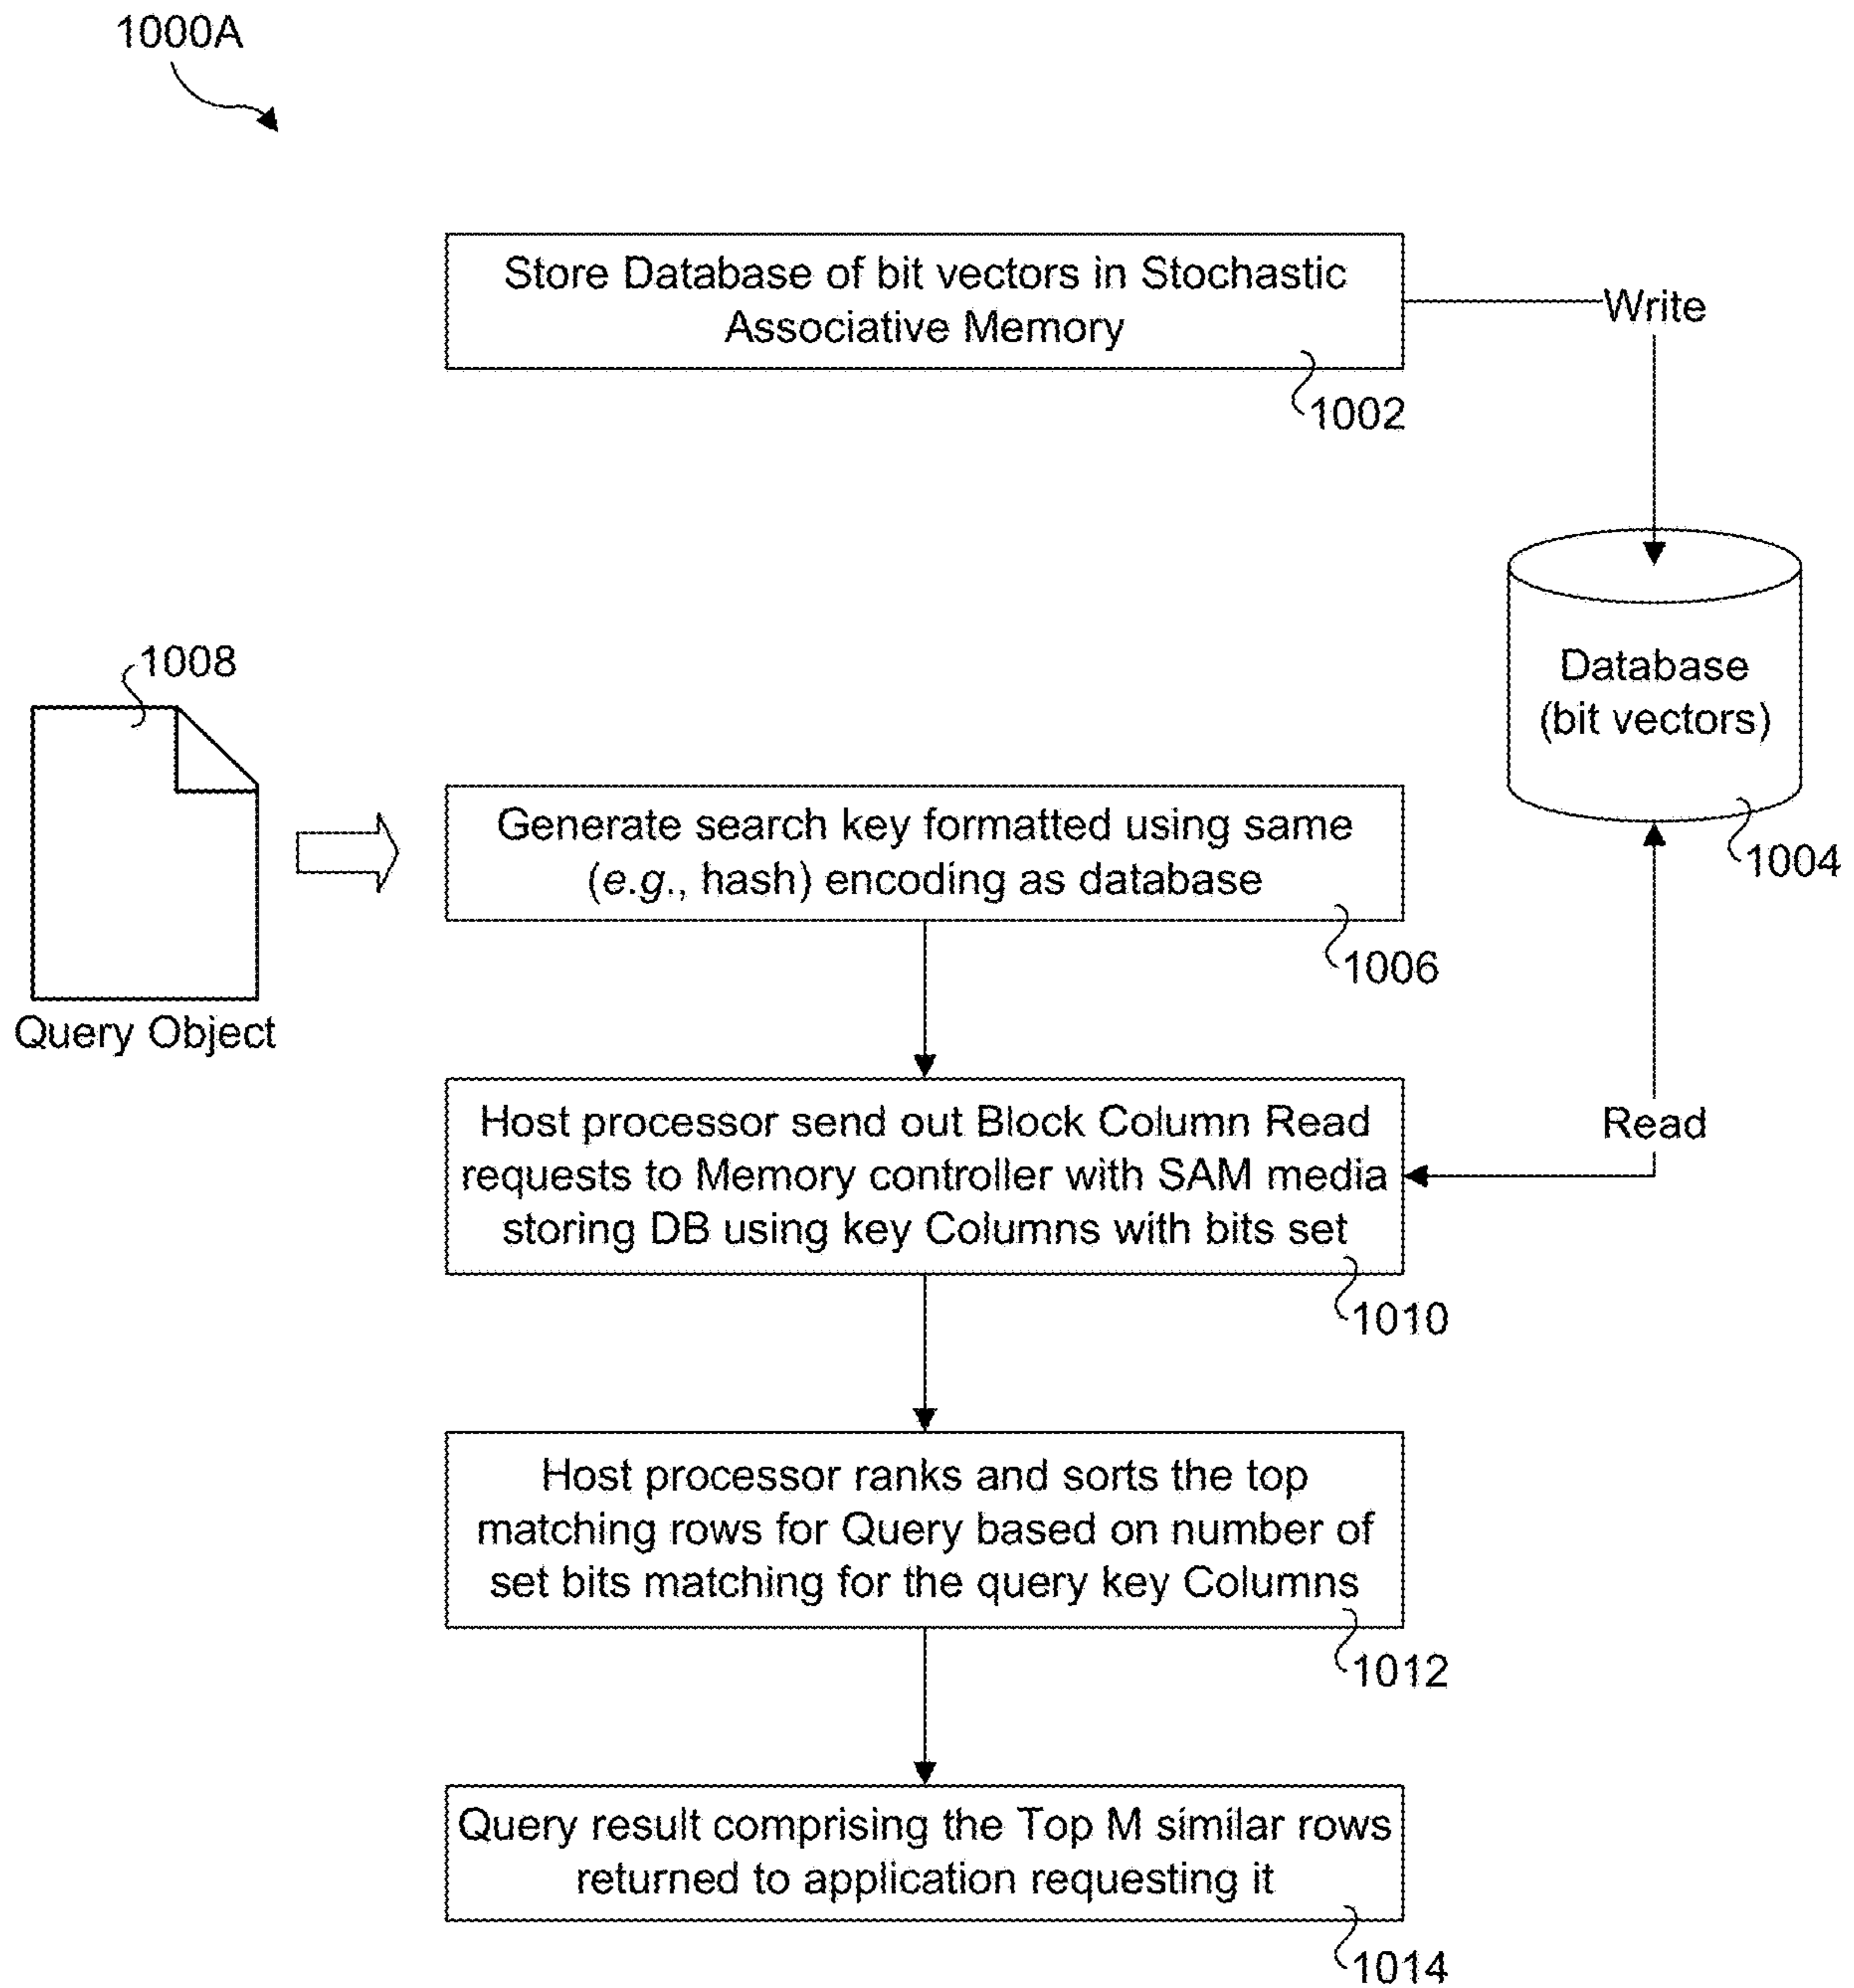 1000A
Store Database of bit vectors in Stochastic
Associative Memory
Write
1002
Database
(bit vectors)
1004
1008
Query Object
Generate search key formatted using same
(e.g., hash) encoding as database
1006
Host processor send out Block Column Read
requests to Memory controller with SAM media
storing DB using key Columns with bits set
Read
1010
Host processor ranks and sorts the top
matching rows for Query based on number of
set bits matching for the query key Columns
1012
Query result comprising the Top M similar rows
returned to application requesting it
1014